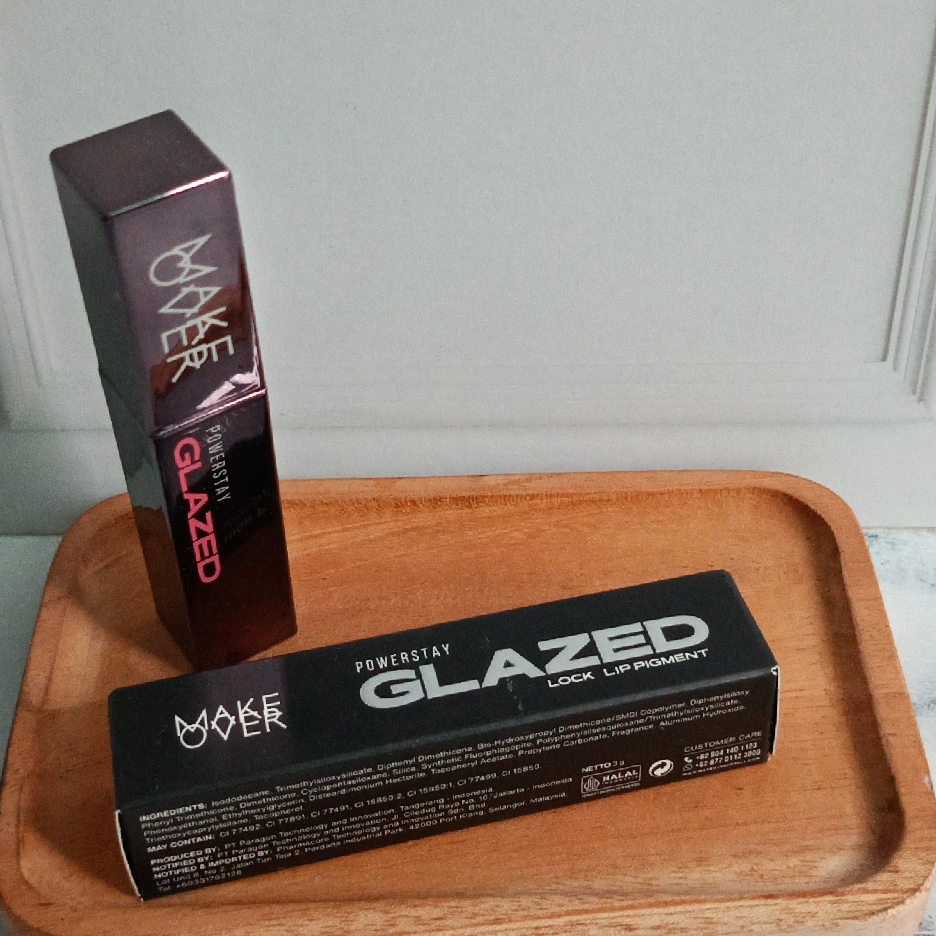 MAKE
OVER
POWERSTAY
GLAZED
POWERSTAY
GLAZED
LOCK LIP PIGMENT
MAKE
OVER
INGREDIENTS: Isododecane, Trimethylsiloxysilicate, Diphenyl Dimethicone, Bis-Hydroxypropyl Dimethicone/SMDI Copolymer, Diphenylsiloxy
Phenyl Trimethicone, Dimethicone, Cyclopentasiloxane, Silica, Synthetic Fluorphlogopite, Polyphenylsilsesquioxane/Trimethylsiloxysilicate,
Phenoxyethanol, Ethylhexylglycerin, Disteardimonium Hectorite, Tocopheryl Acetate, Propylene Carbonate, Fragrance, Aluminum Hydroxide,
Triethoxycaprylylsilane, Tocopherol.
MAY CONTAIN: CI 77492, CI 77891, CI 77491, CI 15850:2, CI 15850:1, CI 77499, CI 15850.
PRODUCED BY: PT Paragon Technology and Innovation, Tangerang - Indonesia.
NOTIFIED BY: PT Paragon Technology and Innovation, Jl. Ciledug Raya No. 10, Jakarta - Indonesia
NOTIFIED & IMPORTED BY: Pharmacore Technology and Innovation Sdn. Bhd.
Lot Unit B, No 2, Jalan Tun Teja 2, Perdana Industrial Park, 42000 Port Klang, Selangor, Malaysia.
NETTO 3 g
HALAL
INDONESIA
CUSTOMER CARE